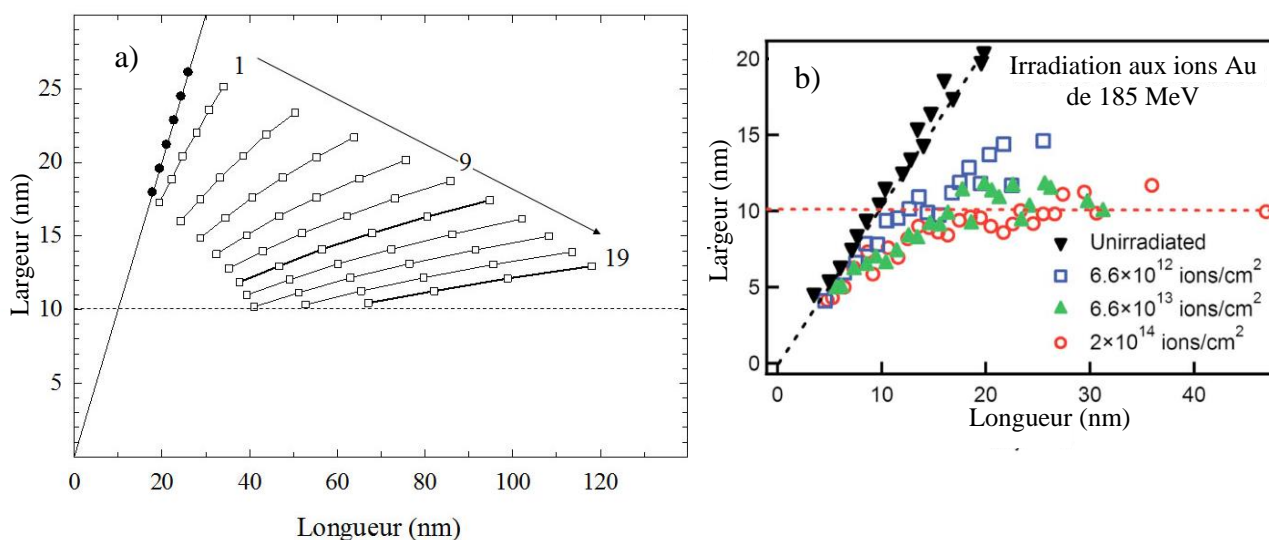 a)
1
9
19
25
20
15
10
5
Largeur (nm)
0 20 40 60 80 100 120
Longueur (nm)
b)
Irradiation aux ions Au
de 185 MeV
20
15
10
5
0
Largeur (nm)
Unirradiated
6.6×10¹² ions/cm²
6.6×10¹³ ions/cm²
2×10¹⁴ ions/cm²
0 10 20 30 40
Longueur (nm)